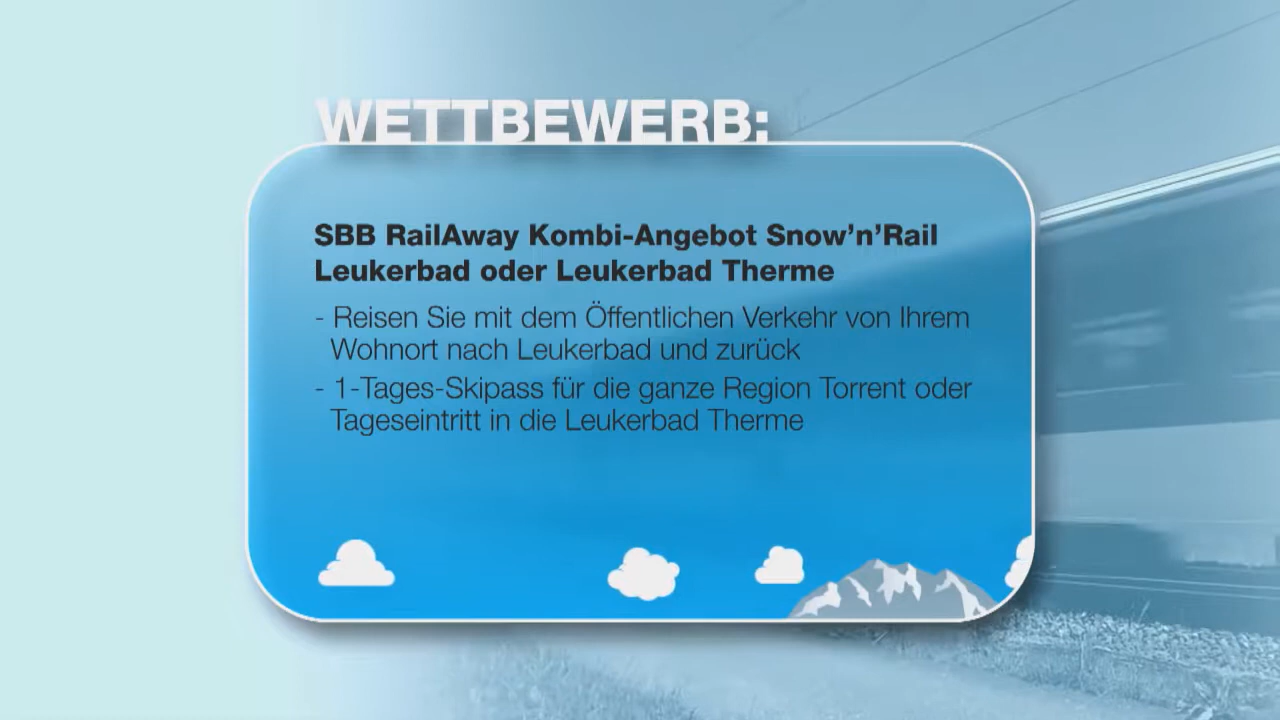 WETTBEWERB:
SBB RailAway Kombi-Angebot Snow’n’Rail
Leukerbad oder Leukerbad Therme
- Reisen Sie mit dem Öffentlichen Verkehr von Ihrem
Wohnort nach Leukerbad und zurück
- 1-Tages-Skipass für die ganze Region Torrent oder
Tageseintritt in die Leukerbad Therme